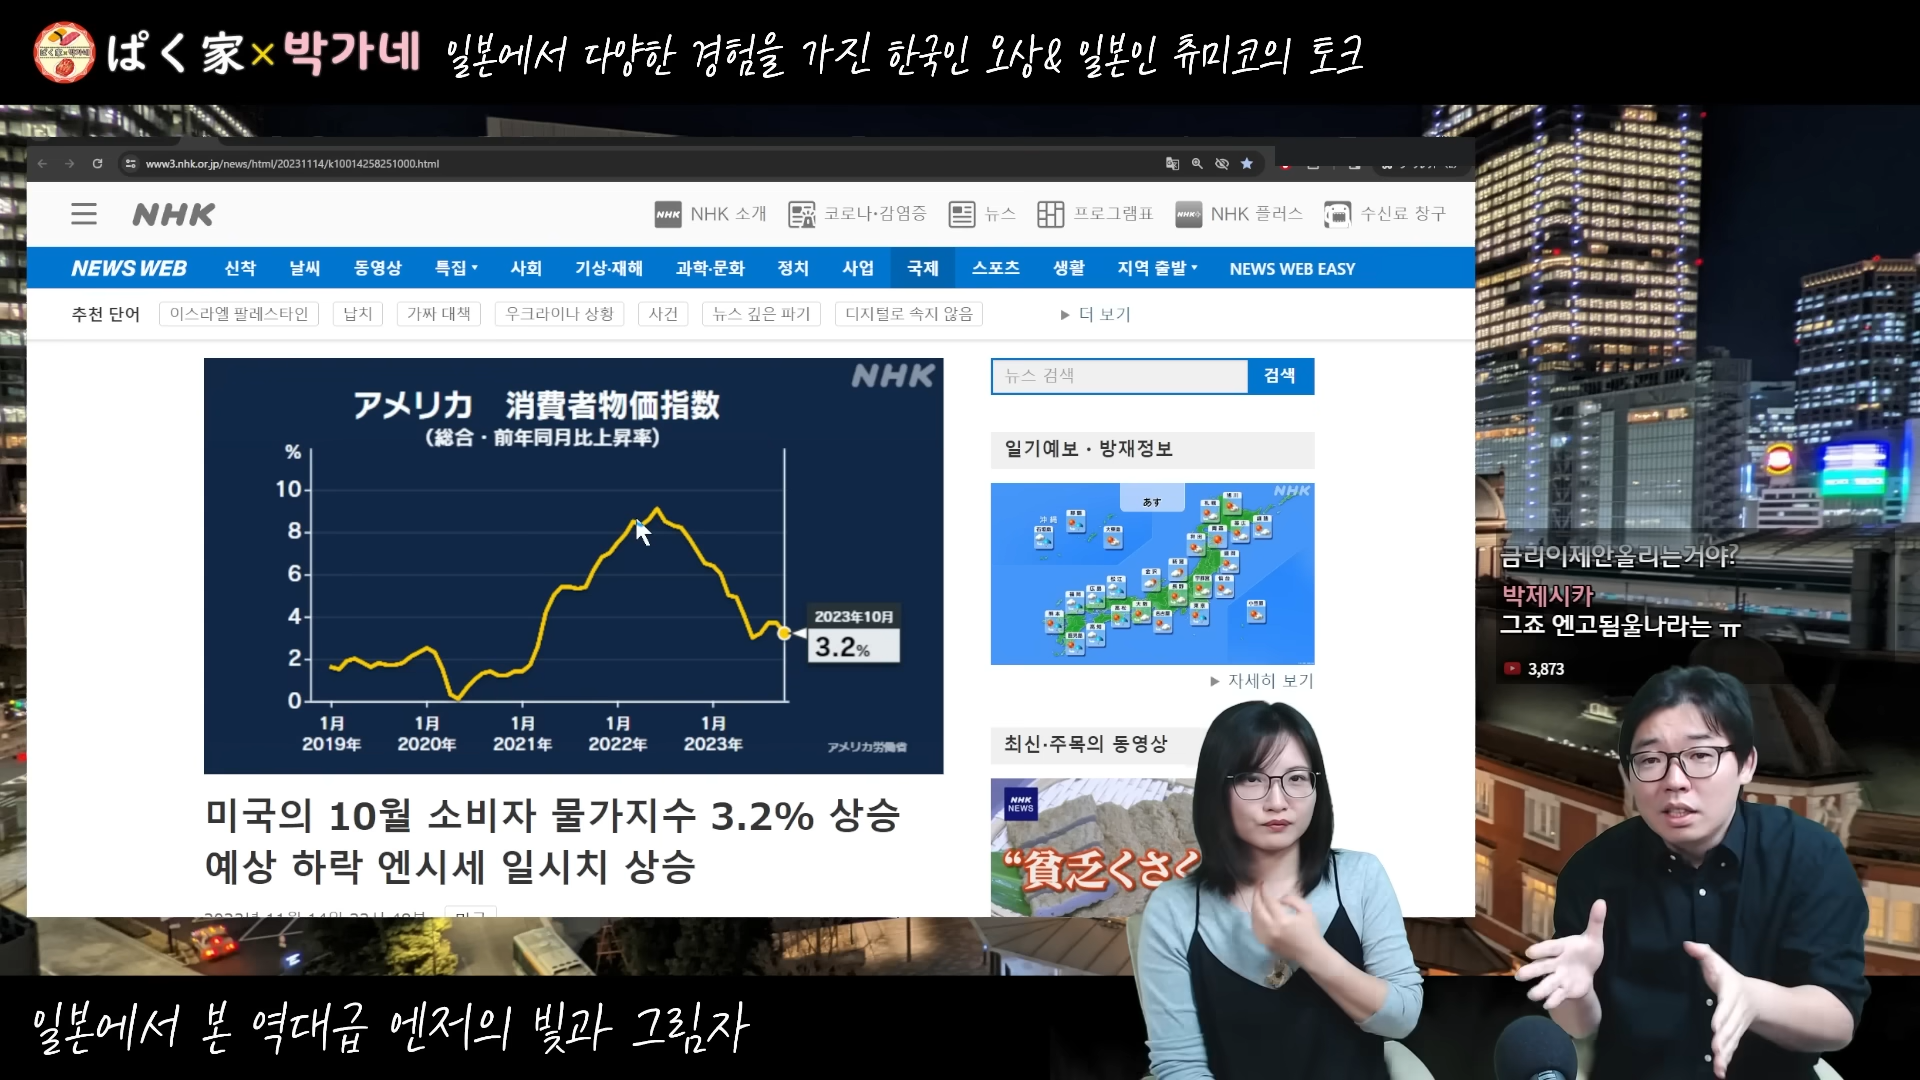 ぱく家×박가네 일본에서 다양한 경험을 가진 한국인 오상& 일본인 츄미코의 토크
www3.nhk.or.jp/news/html/20231114/k10014258251000.html
NHK
NHK NHK 소개
코로나·감염증
뉴스
프로그램표
NHK+ NHK 플러스
수신료 창구
NEWS WEB 신착 날씨 동영상 특집 사회 기상·재해 과학·문화 정치 사업 국제 스포츠 생활 지역 출발 NEWS WEB EASY
추천 단어 이스라엘 팔레스타인 납치 가짜 대책 우크라이나 상황 사건 뉴스 깊은 파기 디지털로 속지 않음 ▶ 더 보기
NHK
アメリカ 消費者物価指数
（総合・前年同月比上昇率）
%
10
8
6
4
2
0
2023年10月
3.2%
1月 1月 1月 1月 1月
2019年 2020年 2021年 2022年 2023年
アメリカ労働省
미국의 10월 소비자 물가지수 3.2% 상승
예상 하락 엔시세 일시치 상승
뉴스 검색 검색
일기예보・방재정보
あす
NHK
沖縄
▶ 자세히 보기
최신·주목의 동영상
NHK
NEWS
“貧乏くさく
금리이제안올리는거야?
박제시카
그죠 엔고됨울나라는 ㅠ
3,873
일본에서 본 역대급 엔저의 빛과 그림자